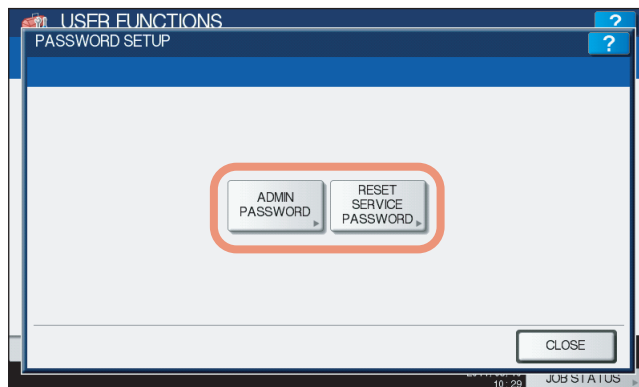 USER FUNCTIONS
?
PASSWORD SETUP
?
ADMIN
PASSWORD
RESET
SERVICE
PASSWORD
CLOSE
10:29
JOB STATUS